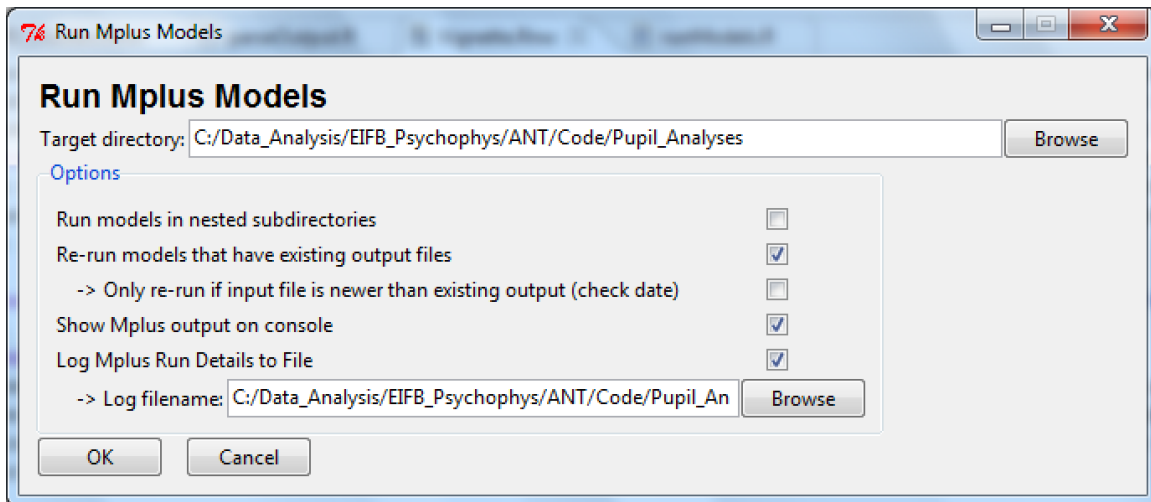 Run Mplus Models
Run Mplus Models
Target directory: C:/Data_Analysis/EIFB_Psychophys/ANT/Code/Pupil_Analyses Browse
Options
Run models in nested subdirectories
Re-run models that have existing output files
-> Only re-run if input file is newer than existing output (check date)
Show Mplus output on console
Log Mplus Run Details to File
-> Log filename: C:/Data_Analysis/EIFB_Psychophys/ANT/Code/Pupil_An Browse
OK Cancel